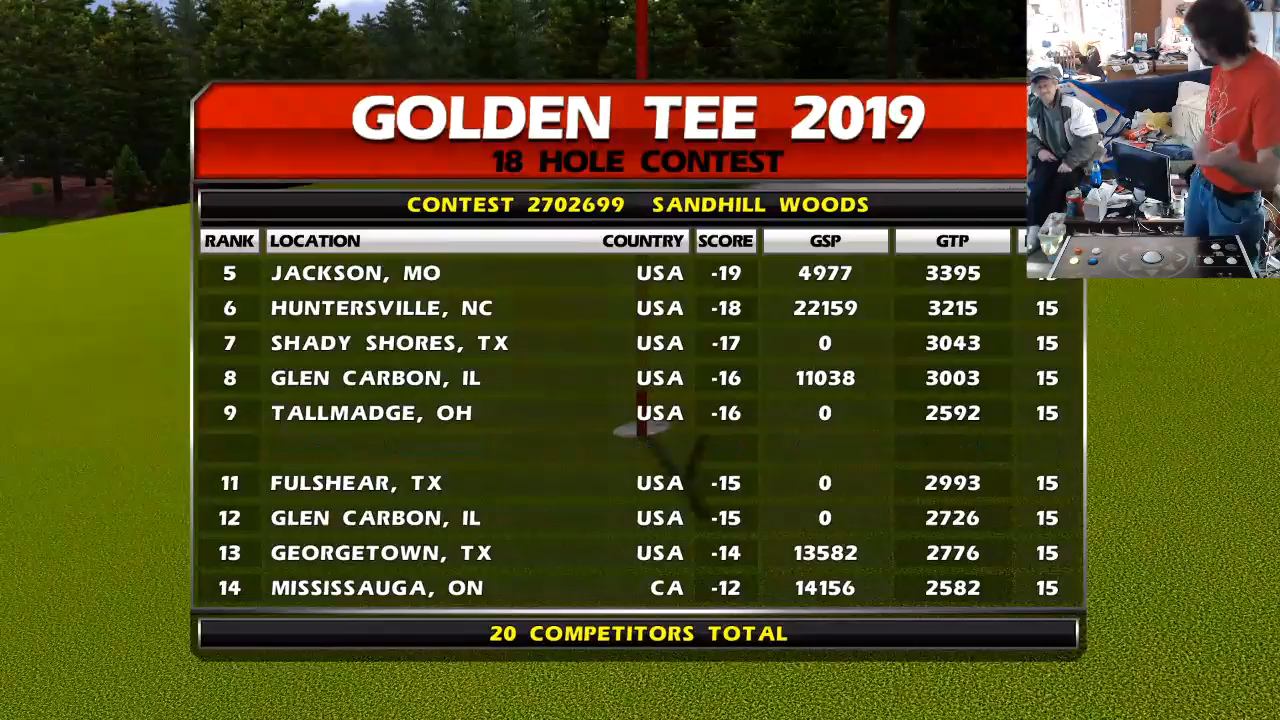 GOLDEN TEE 2019
18 HOLE CONTEST
CONTEST 2702699 SANDHILL WOODS
RANK LOCATION COUNTRY SCORE GSP GTP
5 JACKSON, MO USA -19 4977 3395
6 HUNTERSVILLE, NC USA -18 22159 3215 15
7 SHADY SHORES, TX USA -17 0 3043 15
8 GLEN CARBON, IL USA -16 11038 3003 15
9 TALLMADGE, OH USA -16 0 2592 15
11 FULSHEAR, TX USA -15 0 2993 15
12 GLEN CARBON, IL USA -15 0 2726 15
13 GEORGETOWN, TX USA -14 13582 2776 15
14 MISSISSAUGA, ON CA -12 14156 2582 15
20 COMPETITORS TOTAL